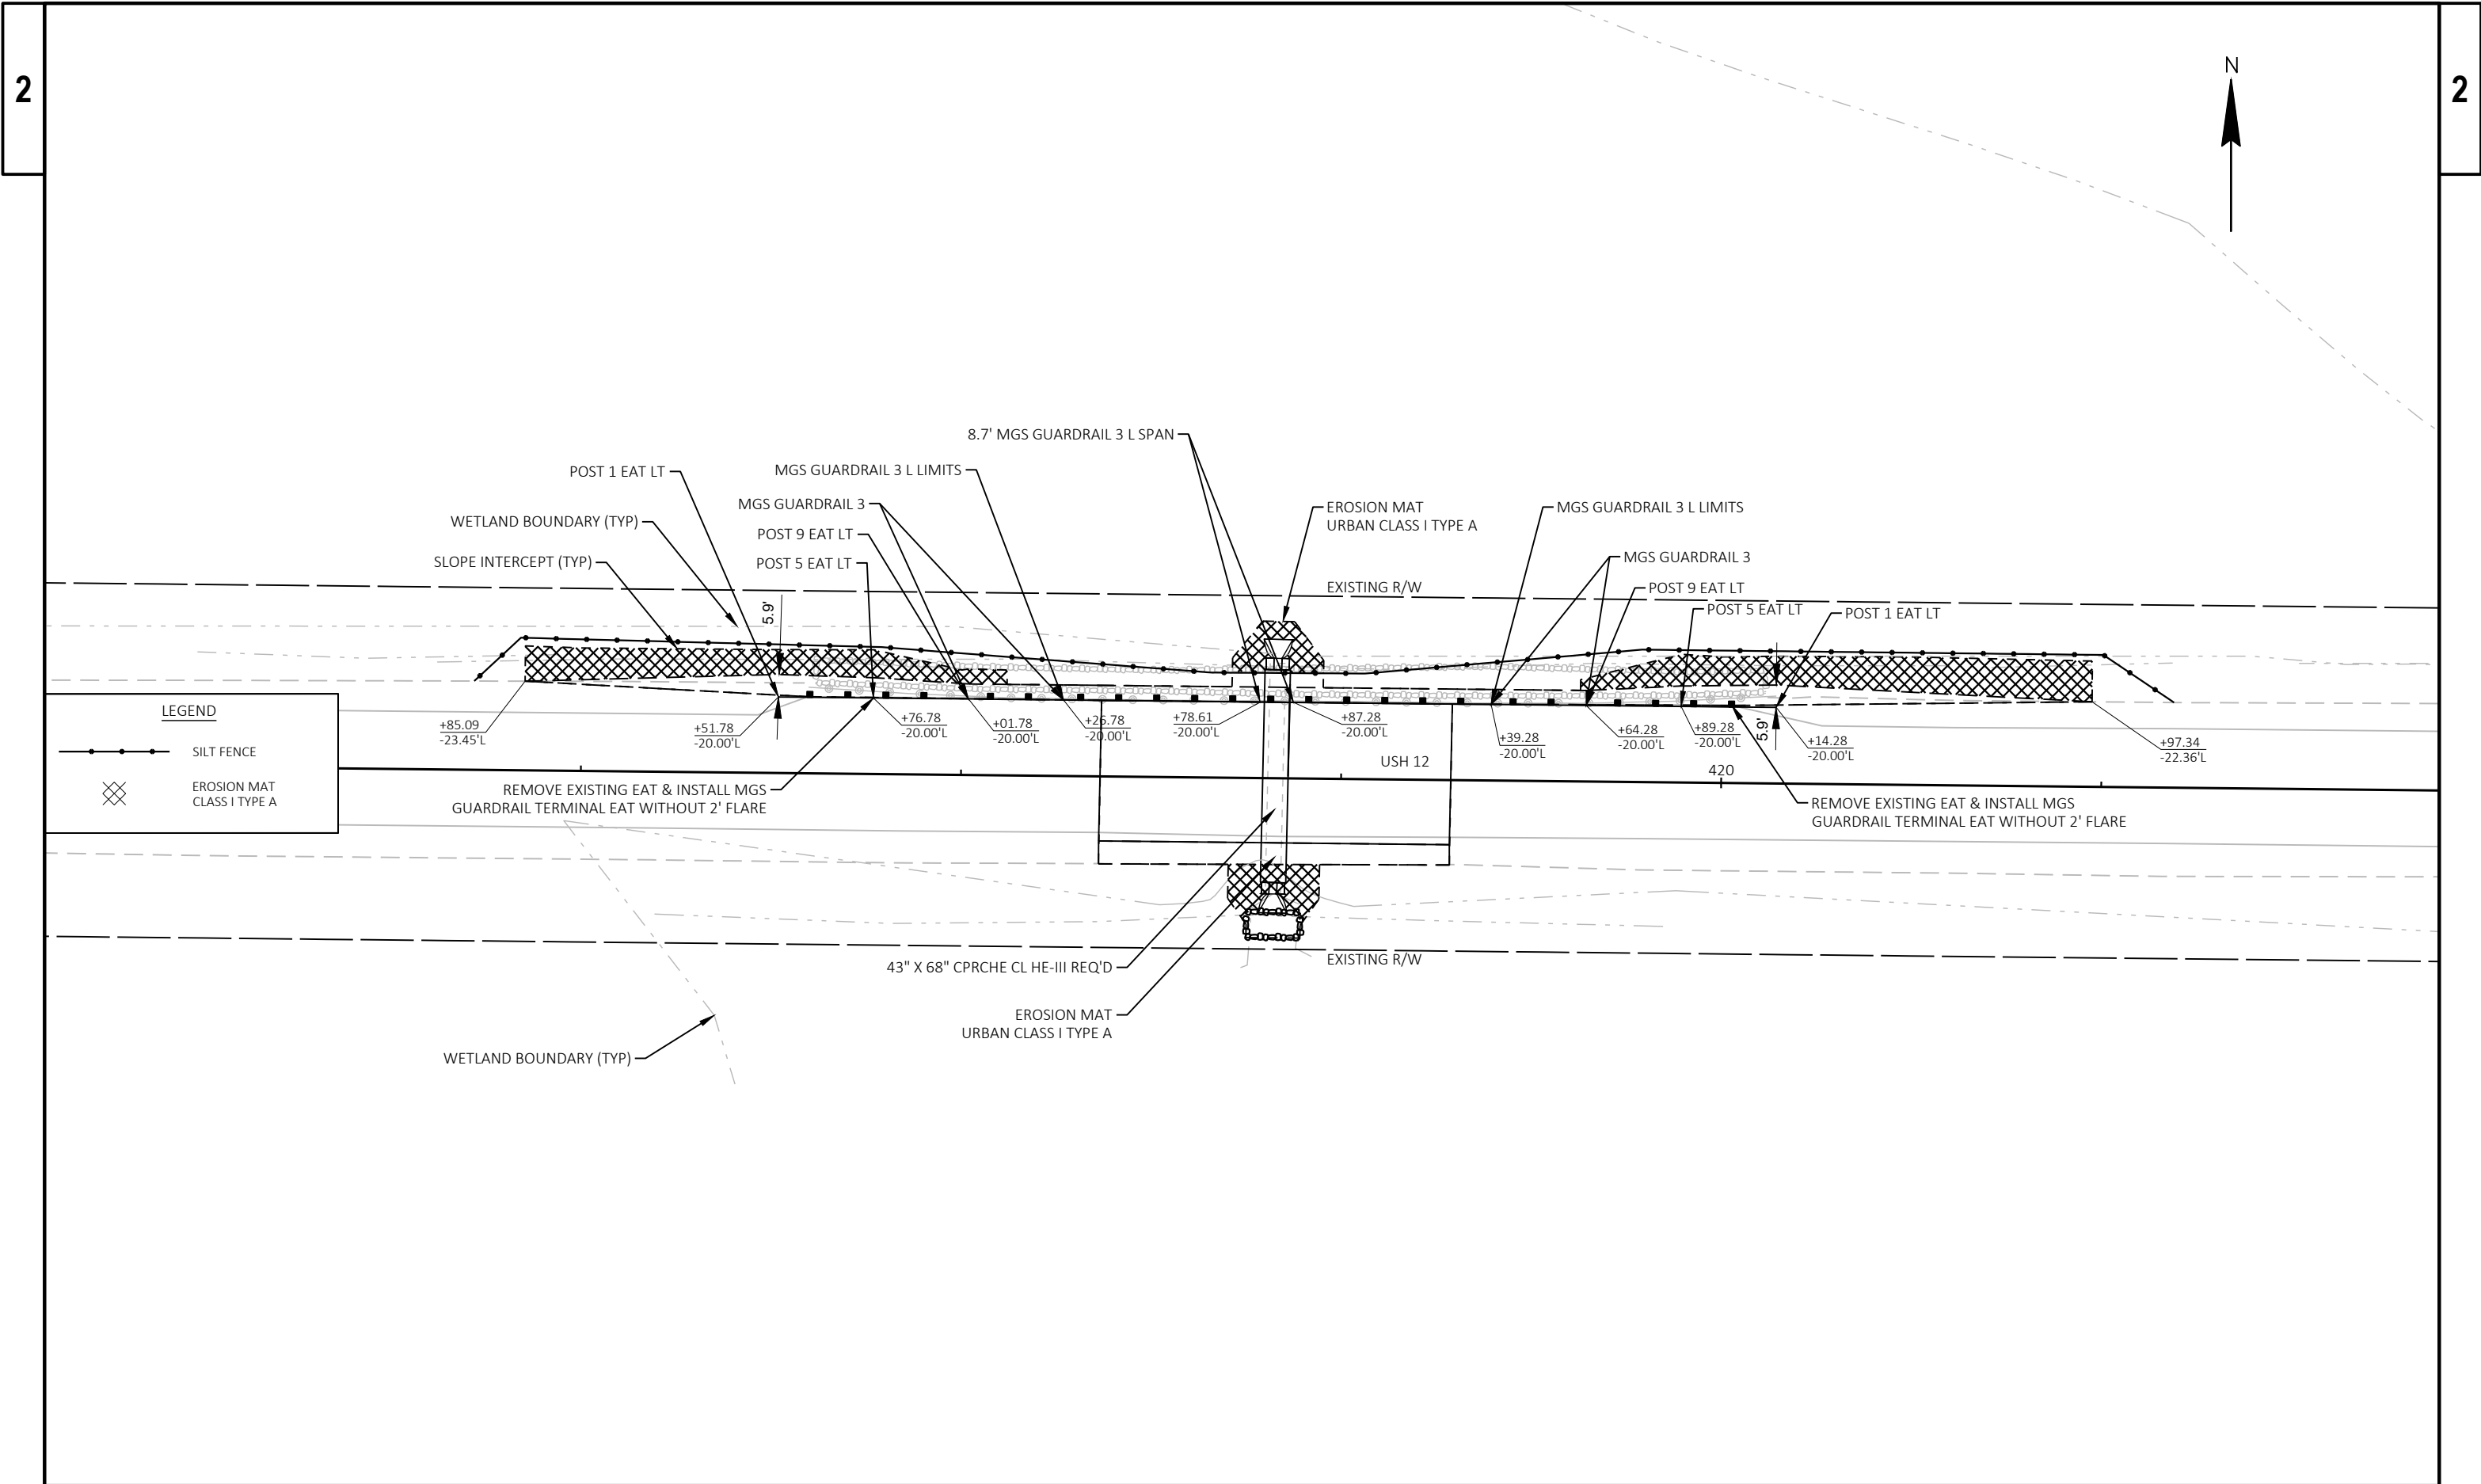 2
2
N
8.7' MGS GUARDRAIL 3 L SPAN
POST 1 EAT LT
MGS GUARDRAIL 3 L LIMITS
MGS GUARDRAIL 3
WETLAND BOUNDARY (TYP)
POST 9 EAT LT
SLOPE INTERCEPT (TYP)
POST 5 EAT LT
EROSION MAT
URBAN CLASS I TYPE A
MGS GUARDRAIL 3 L LIMITS
MGS GUARDRAIL 3
EXISTING R/W
POST 9 EAT LT
POST 5 EAT LT
POST 1 EAT LT
5.9'
LEGEND
SILT FENCE
EROSION MAT
CLASS I TYPE A
+85.09
-23.45'L
+51.78
-20.00'L
+76.78
-20.00'L
+01.78
-20.00'L
+26.78
-20.00'L
+78.61
-20.00'L
+87.28
-20.00'L
+39.28
-20.00'L
+64.28
-20.00'L
+89.28
-20.00'L
5.9'
+14.28
-20.00'L
+97.34
-22.36'L
USH 12
420
REMOVE EXISTING EAT & INSTALL MGS
GUARDRAIL TERMINAL EAT WITHOUT 2' FLARE
REMOVE EXISTING EAT & INSTALL MGS
GUARDRAIL TERMINAL EAT WITHOUT 2' FLARE
43" X 68" CPRCHE CL HE-III REQ'D
EXISTING R/W
EROSION MAT
URBAN CLASS I TYPE A
WETLAND BOUNDARY (TYP)